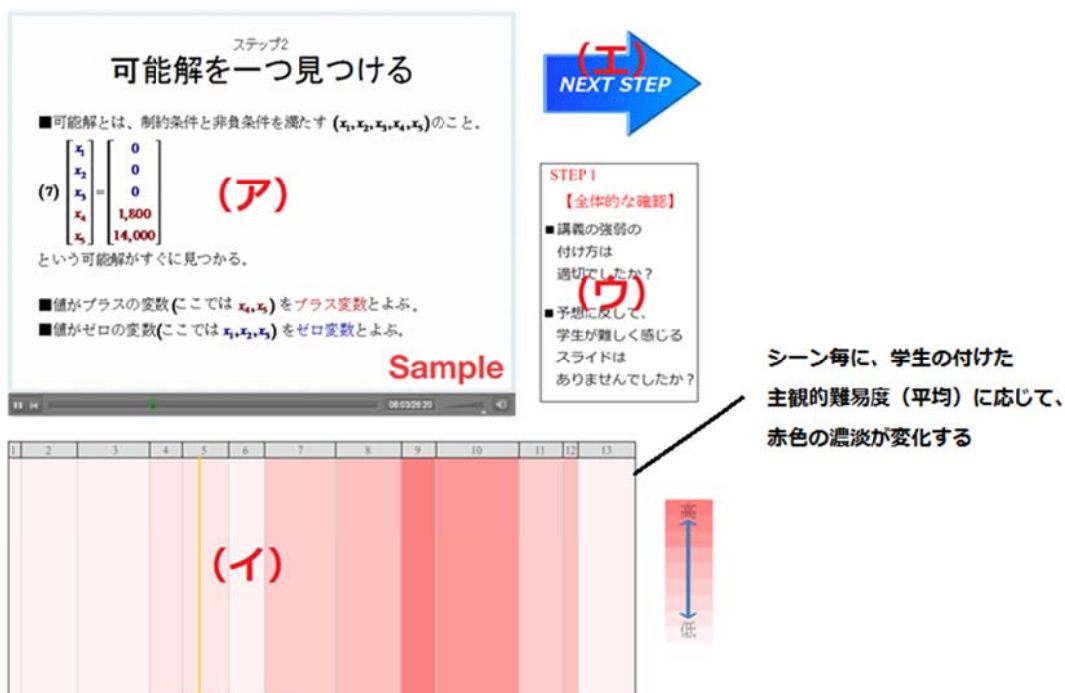 ステップ2
可能解を一つ見つける
■可能解とは、制約条件と非負条件を満たす (x₁,x₂,x₃,x₄,x₅)のこと。
(7)
x₁
x₂
x₃
x₄
x₅
=
0
0
0
1,800
14,000
(ア)
という可能解がすぐに見つかる。
■値がプラスの変数(ここでは x₄,x₅) をプラス変数とよぶ。
■値がゼロの変数(ここでは x₁,x₂,x₃) をゼロ変数とよぶ。
Sample
08:03/26:20
(エ)
NEXT STEP
STEP 1
【全体的な確認】
■講義の強弱の
付け方は
適切でしたか?
(ウ)
■予想に反して、
学生が難しく感じる
スライドは
ありませんでしたか?
シーン毎に、学生の付けた
主観的難易度(平均)に応じて、
赤色の濃淡が変化する
1 2 3 4 5 6 7 8 9 10 11 12 13
(イ)
高
低